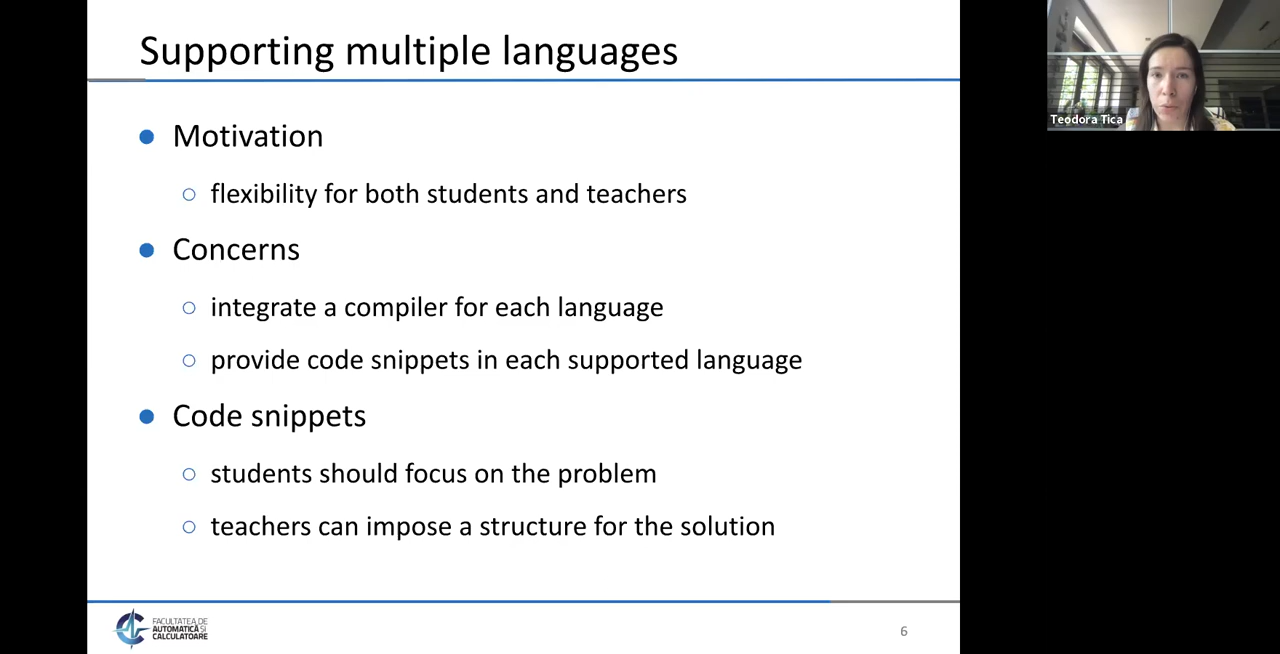 Supporting multiple languages
Motivation
flexibility for both students and teachers
Concerns
integrate a compiler for each language
provide code snippets in each supported language
Code snippets
students should focus on the problem
teachers can impose a structure for the solution
FACULTATEA DE
AUTOMATICĂ ȘI
CALCULATOARE
6
Teodora Tica